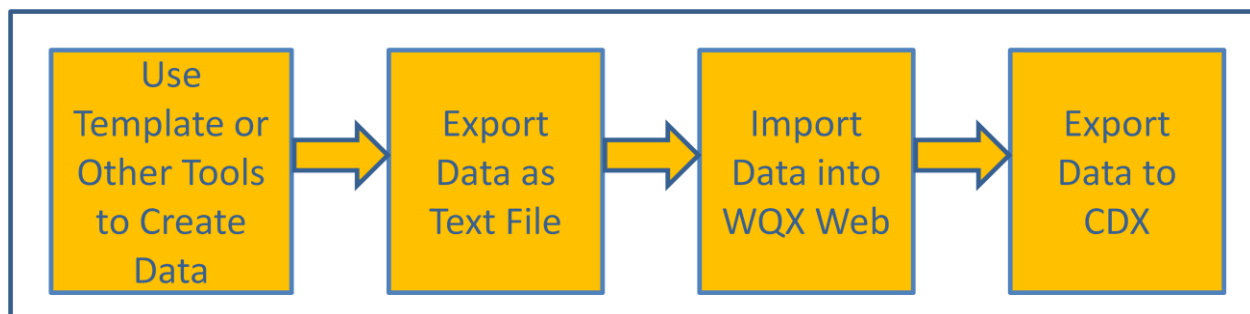 Use
Template or
Other Tools
to Create
Data
Export
Data as
Text File
Import
Data into
WQX Web
Export
Data to
CDX